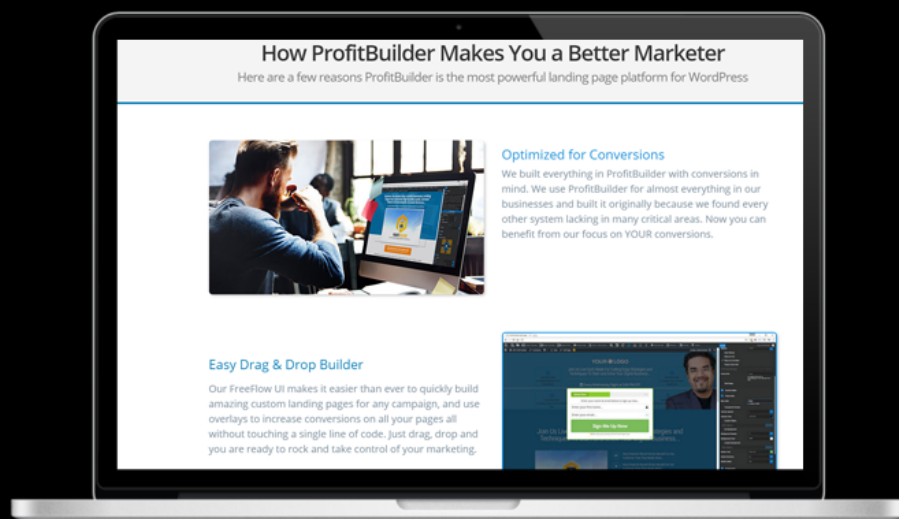 How ProfitBuilder Makes You a Better Marketer
Here are a few reasons ProfitBuilder is the most powerful landing page platform for WordPress
Optimized for Conversions
We built everything in ProfitBuilder with conversions in
mind. We use ProfitBuilder for almost everything in our
businesses and built it originally because we found every
other system lacking in many critical areas. Now you can
benefit from our focus on YOUR conversions.
Easy Drag & Drop Builder
Our FreeFlow UI makes it easier than ever to quickly build
amazing custom landing pages for any campaign, and use
overlays to increase conversions on all your pages all
without touching a single line of code. Just drag, drop and
you are ready to rock and take control of your marketing.
Sign Me Up Now